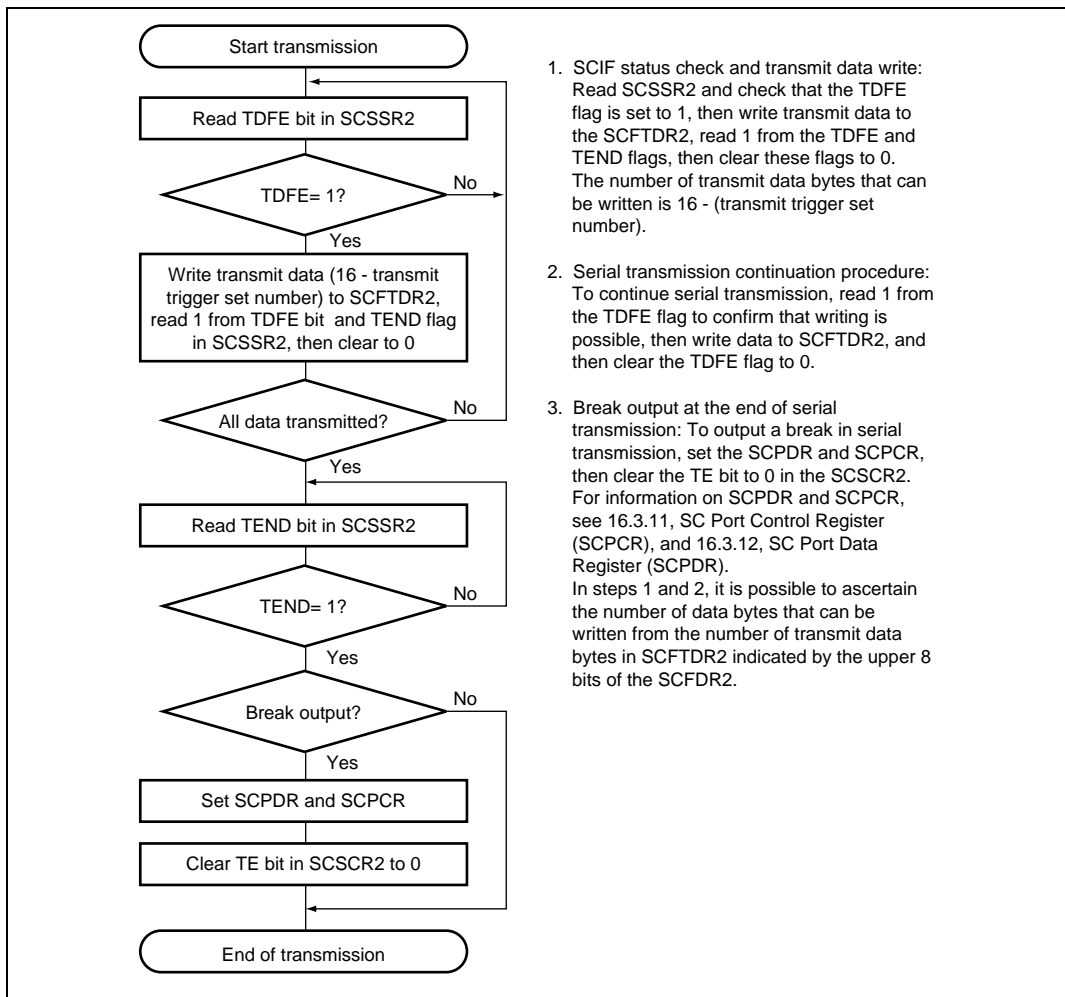 Start transmission
Read TDFE bit in SCSSR2
TDFE= 1?
No
Yes
Write transmit data (16 - transmit
trigger set number) to SCFTDR2,
read 1 from TDFE bit  and TEND flag
in SCSSR2, then clear to 0
All data transmitted?
No
Yes
Read TEND bit in SCSSR2
TEND= 1?
No
Yes
Break output?
No
Yes
Set SCPDR and SCPCR
Clear TE bit in SCSCR2 to 0
End of transmission
1. SCIF status check and transmit data write:
Read SCSSR2 and check that the TDFE
flag is set to 1, then write transmit data to
the SCFTDR2, read 1 from the TDFE and
TEND flags, then clear these flags to 0.
The number of transmit data bytes that can
be written is 16 - (transmit trigger set
number).
2. Serial transmission continuation procedure:
To continue serial transmission, read 1 from
the TDFE flag to confirm that writing is
possible, then write data to SCFTDR2, and
then clear the TDFE flag to 0.
3. Break output at the end of serial
transmission: To output a break in serial
transmission, set the SCPDR and SCPCR,
then clear the TE bit to 0 in the SCSCR2.
For information on SCPDR and SCPCR,
see 16.3.11, SC Port Control Register
(SCPCR), and 16.3.12, SC Port Data
Register (SCPDR).
In steps 1 and 2, it is possible to ascertain
the number of data bytes that can be
written from the number of transmit data
bytes in SCFTDR2 indicated by the upper 8
bits of the SCFDR2.